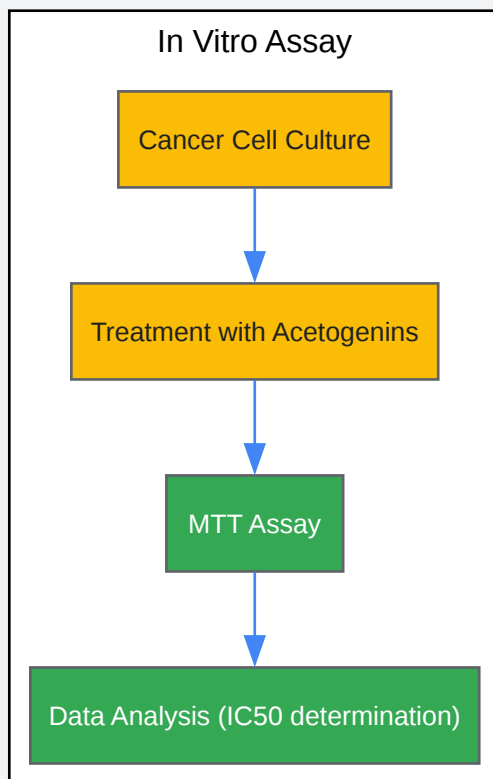 In Vitro Assay
Cancer Cell Culture
Treatment with Acetogenins
MTT Assay
Data Analysis (IC50 determination)